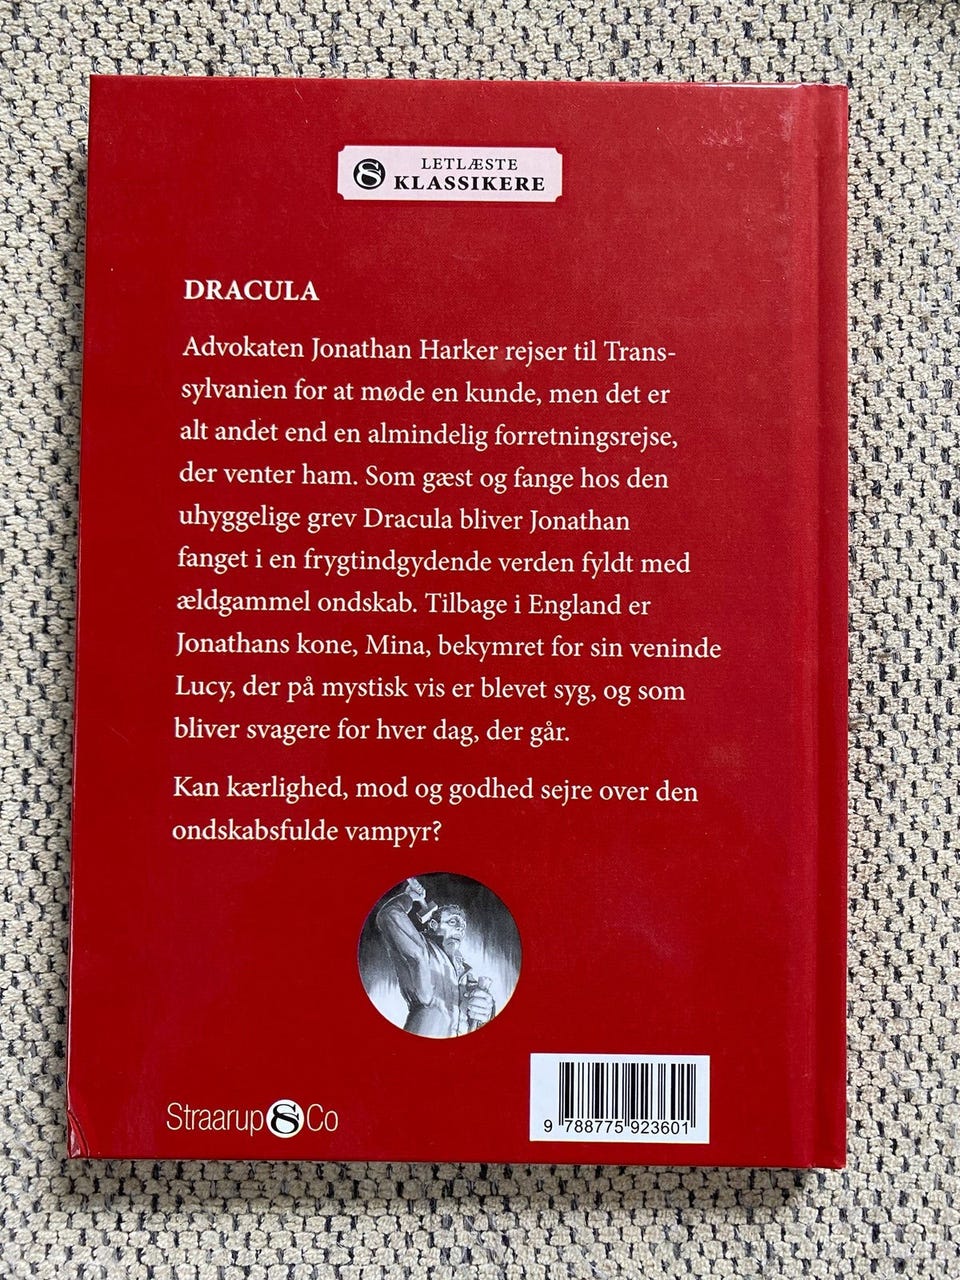 LETLÆSTE
KLASSIKERE
DRACULA
Advokaten Jonathan Harker rejser til Trans-
sylvanien for at møde en kunde, men det er
alt andet end en almindelig forretningsrejse,
der venter ham. Som gæst og fange hos den
uhyggelige grev Dracula bliver Jonathan
fanget i en frygtindgydende verden fyldt med
ældgammel ondskab. Tilbage i England er
Jonathans kone, Mina, bekymret for sin veninde
Lucy, der på mystisk vis er blevet syg, og som
bliver svagere for hver dag, der går.
Kan kærlighed, mod og godhed sejre over den
ondskabsfulde vampyr?
Straarup & Co
9 788775 923601